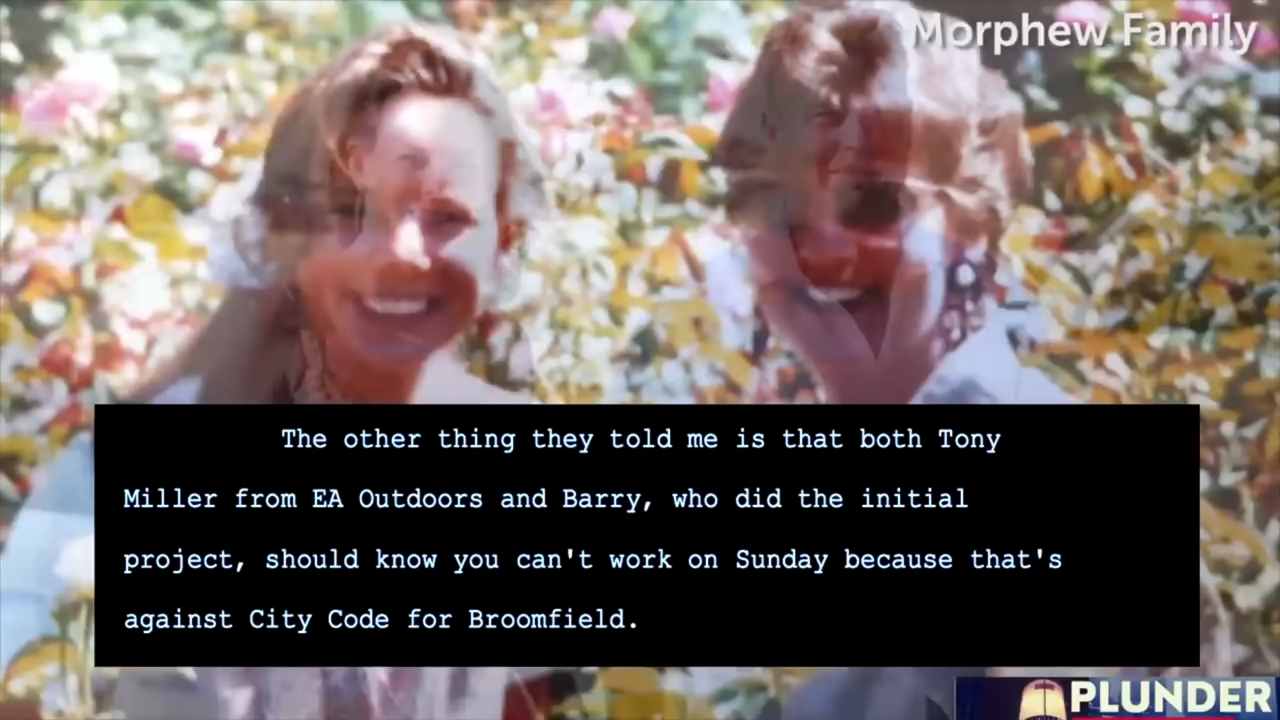 Morphew Family
The other thing they told me is that both Tony
Miller from EA Outdoors and Barry, who did the initial
project, should know you can't work on Sunday because that's
against City Code for Broomfield.
PLUNDER